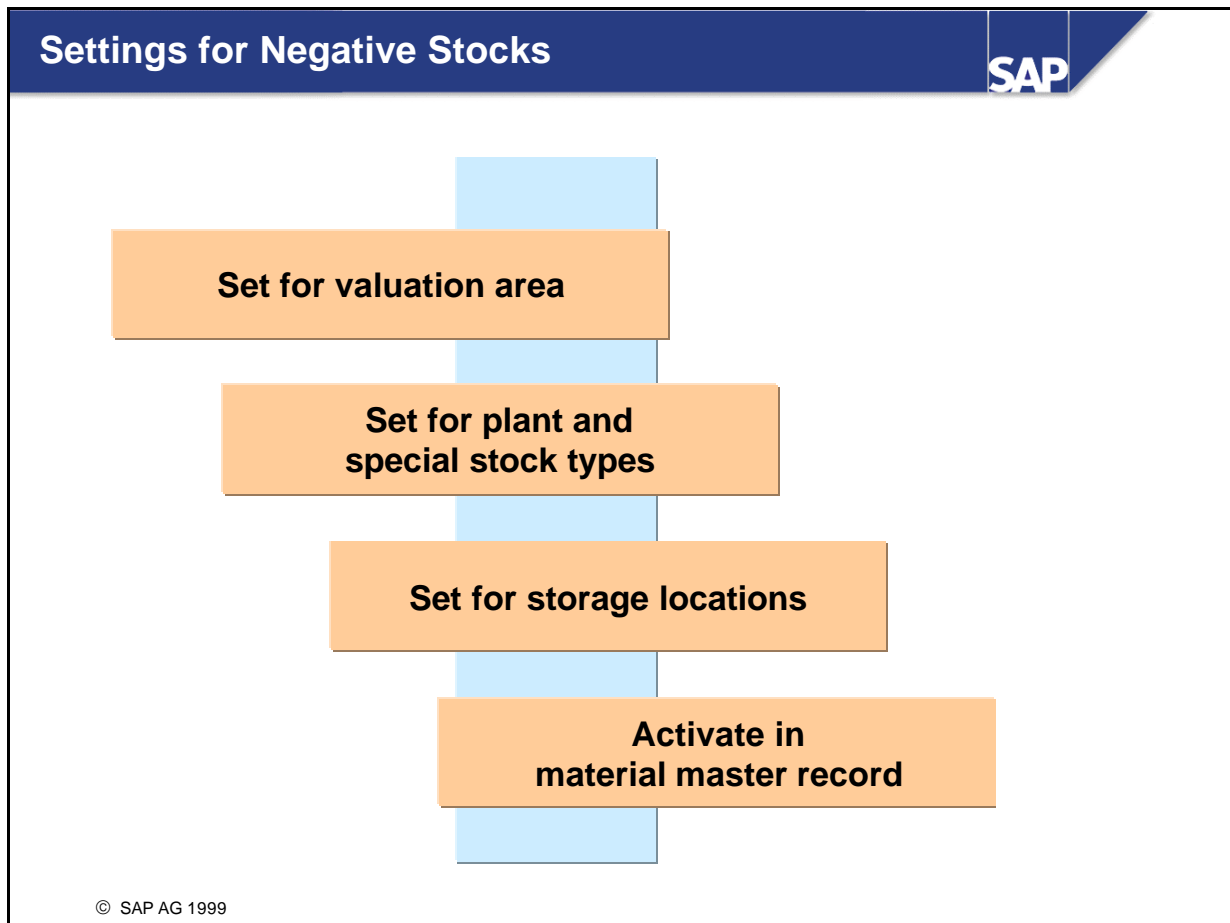 Settings for Negative Stocks
SAP
Set for valuation area
Set for plant and
special stock types
Set for storage locations
Activate in
material master record
© SAP AG 1999